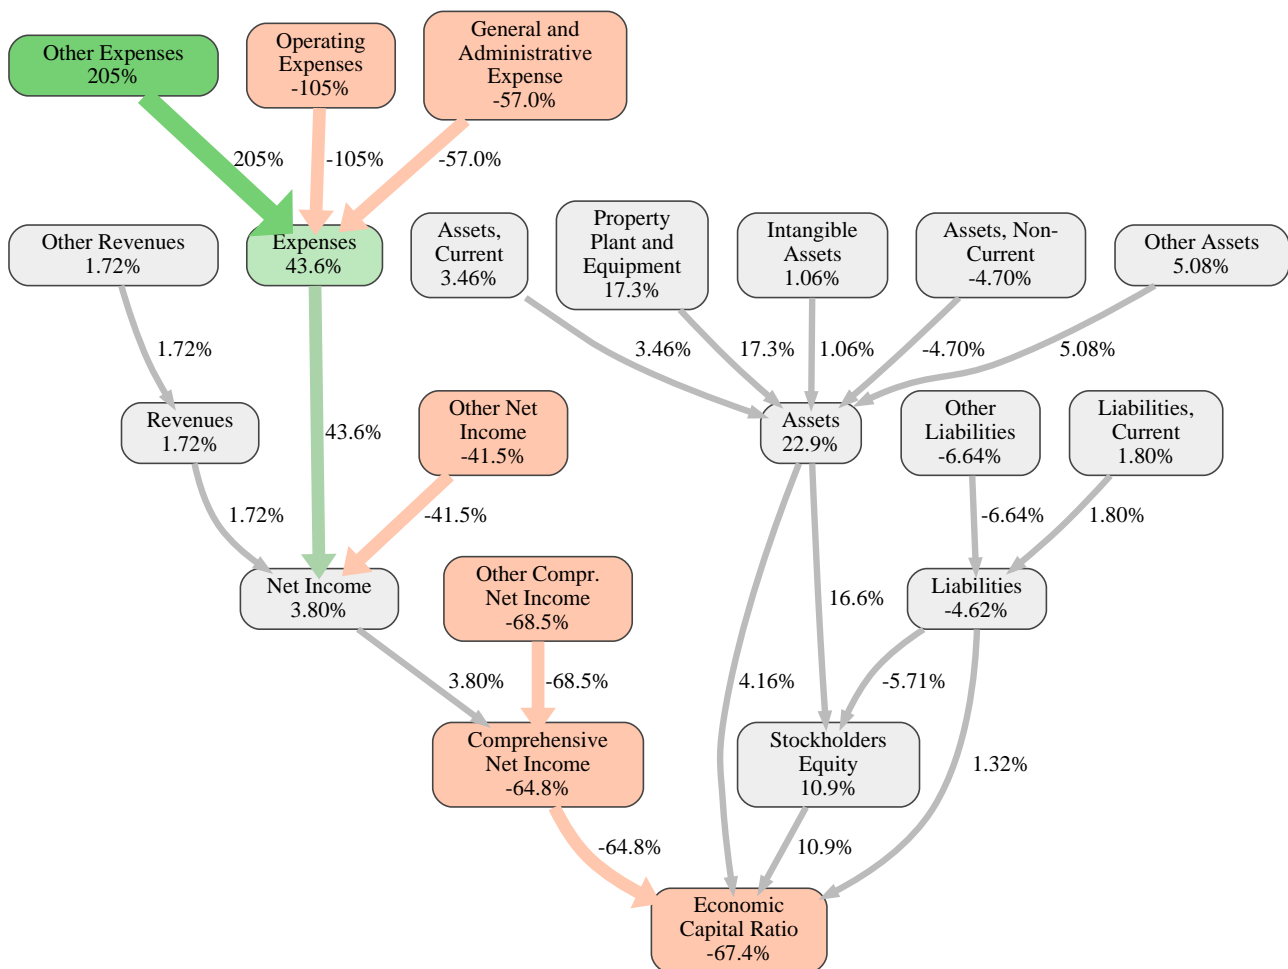 Other Expenses
205%
Operating
Expenses
-105%
General and
Administrative
Expense
-57.0%
205%
-105%
-57.0%
Other Revenues
1.72%
Expenses
43.6%
Assets,
Current
3.46%
Property
Plant and
Equipment
17.3%
Intangible
Assets
1.06%
Assets, Non-
Current
-4.70%
Other Assets
5.08%
1.72%
43.6%
3.46%
17.3%
1.06%
-4.70%
5.08%
Revenues
1.72%
Other Net
Income
-41.5%
Assets
22.9%
Other
Liabilities
-6.64%
Liabilities,
Current
1.80%
1.72%
-41.5%
-6.64%
1.80%
Net Income
3.80%
Other Compr.
Net Income
-68.5%
16.6%
Liabilities
-4.62%
3.80%
-68.5%
4.16%
-5.71%
Comprehensive
Net Income
-64.8%
Stockholders
Equity
10.9%
1.32%
-64.8%
10.9%
Economic
Capital Ratio
-67.4%